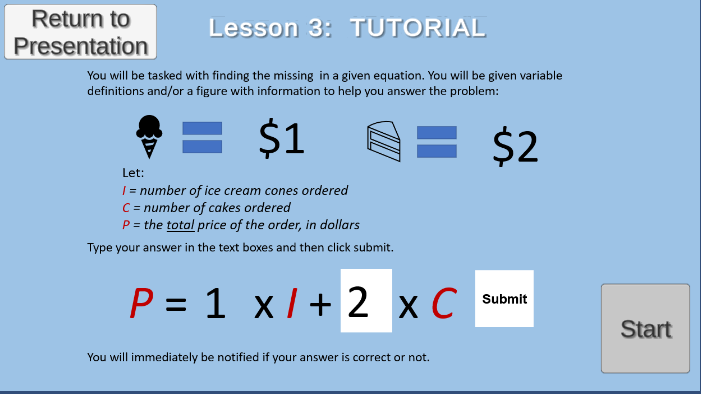 Return to
Presentation
Lesson 3: TUTORIAL
You will be tasked with finding the missing in a given equation. You will be given variable
definitions and/or a figure with information to help you answer the problem:
= $1 = $2
Let:
I = number of ice cream cones ordered
C = number of cakes ordered
P = the total price of the order, in dollars
Type your answer in the text boxes and then click submit.
P = 1 x I + 2 x C Submit
Start
You will immediately be notified if your answer is correct or not.